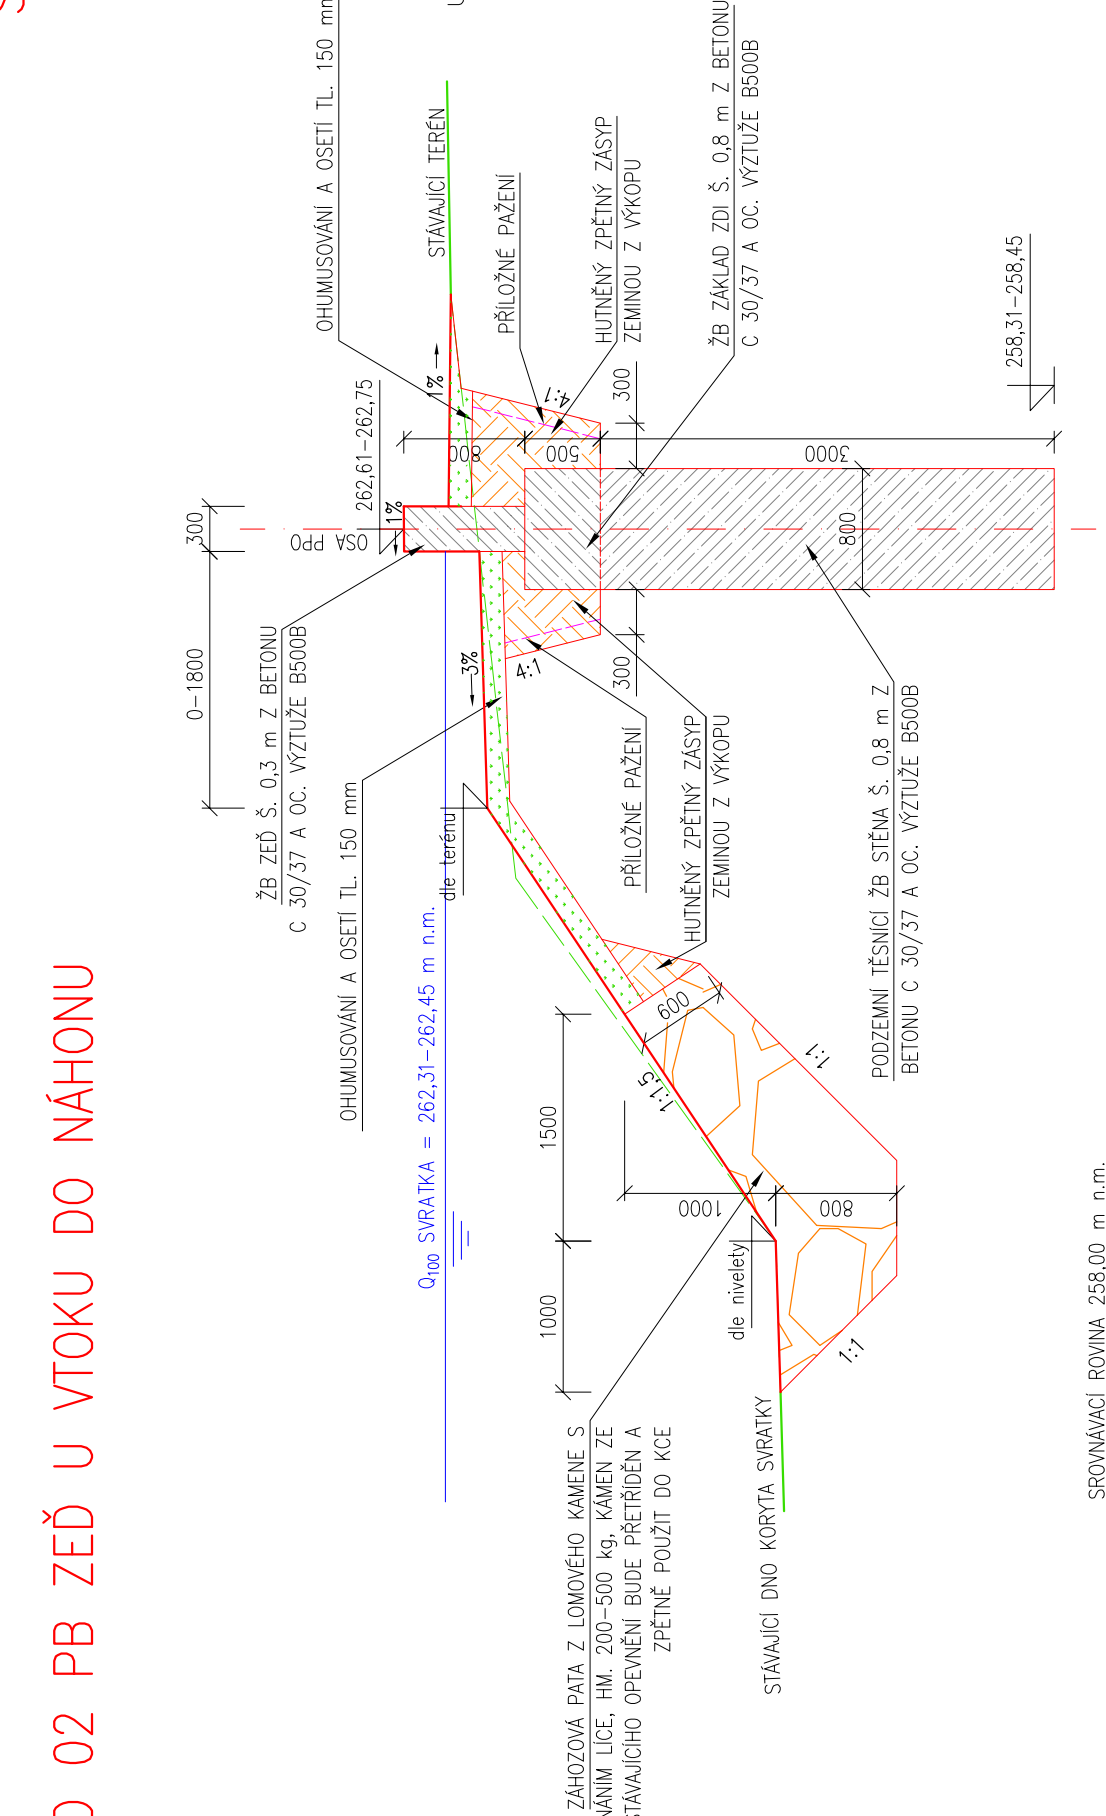 02 PB ZEĎ U VTOKU DO NÁHONU
0-1800
300
ŽB ZEĎ Š. 0,3 m Z BETONU
C 30/37 A OC. VÝZTUŽE B500B
OHUMUSOVÁNÍ A OSETÍ TL. 150 mm
OHUMUSOVÁNÍ A OSETÍ TL. 150 mm
OSA PPO
262,61-262,75
1%
1%
STÁVAJÍCÍ TERÉN
Q100 SVRATKA = 262,31-262,45 m n.m.
dle terénu
3%
800
500
3000
PŘÍLOŽNÉ PAŽENÍ
4:1
4:1
HUTNĚNÝ ZPĚTNÝ ZÁSYP
ZEMINOU Z VÝKOPU
300
300
1000
1500
PŘÍLOŽNÉ PAŽENÍ
HUTNĚNÝ ZPĚTNÝ ZÁSYP
ZEMINOU Z VÝKOPU
ŽB ZÁKLAD ZDI Š. 0,8 m Z BETONU
C 30/37 A OC. VÝZTUŽE B500B
600
1:1,5
1:1
1000
800
800
dle nivelety
1:1
ZÁHOZOVÁ PATA Z LOMOVÉHO KAMENE S
LÍCE, HM. 200-500 kg, KÁMEN ZE
STÁVAJÍCÍHO OPEVNĚNÍ BUDE PŘETŘÍDĚN A
ZPĚTNĚ POUŽIT DO KCE
STÁVAJÍCÍ DNO KORYTA SVRATKY
PODZEMNÍ TĚSNÍCÍ ŽB STĚNA Š. 0,8 m Z
BETONU C 30/37 A OC. VÝZTUŽE B500B
258,31-258,45
SROVNÁVACÍ ROVINA 258,00 m n.m.